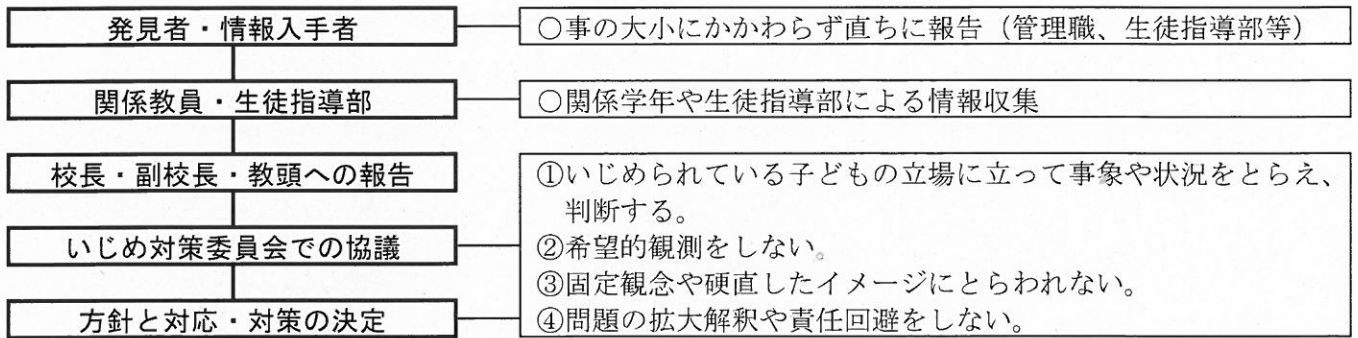 発見者・情報入手者
○事の大小にかかわらず直ちに報告（管理職、生徒指導部等）
関係教員・生徒指導部
○関係学年や生徒指導部による情報収集
校長・副校長・教頭への報告
いじめ対策委員会での協議
方針と対応・対策の決定
①いじめられている子どもの立場に立って事象や状況をとらえ、
判断する。
②希望的観測をしない。
③固定観念や硬直したイメージにとらわれない。
④問題の拡大解釈や責任回避をしない。